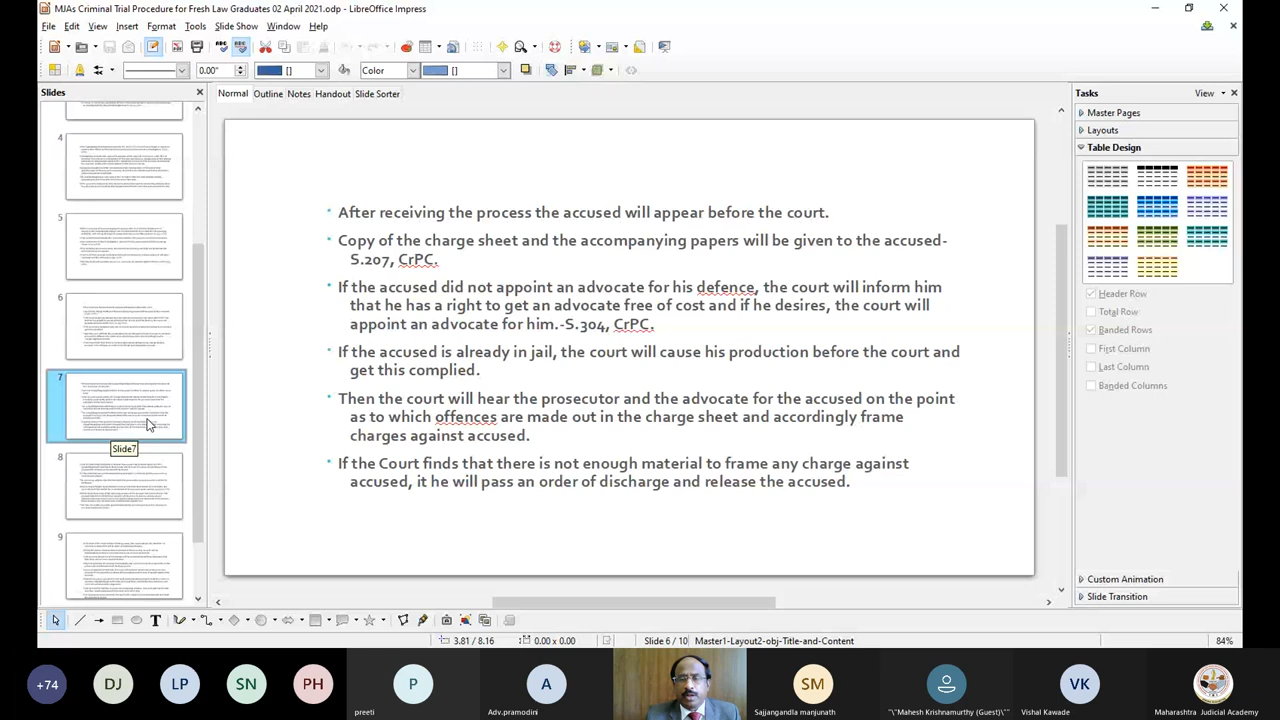 MJAs Criminal Trial Procedure for Fresh Law Graduates 02 April 2021.odp - LibreOffice Impress
File Edit View Insert Format Tools Slide Show Window Help
0.00" [] Color []
Slides
Normal Outline Notes Handout Slide Sorter
Tasks View
Master Pages
Layouts
Table Design
Header Row
Total Row
Banded Rows
First Column
Last Column
Banded Columns
Custom Animation
Slide Transition
4
5
6
7
Slide7
8
9
After receiving the process the accused will appear before the court.
Copy of the charge sheet and the accompanying papers will be given to the accused-
S.207, CrPC.
If the accused did not appoint an advocate for his defence, the court will inform him
that he has a right to get an advocate free of cost and if he desires, the court will
appoint an advocate for him.-S.304, CrPC.
If the accused is already in jail, the court will cause his production before the court and
get this complied.
Then the court will hear the prosecutor and the advocate for the accused on the point
as to which offences are made out in the charge sheet and accordingly frame
charges against accused.
If the Court finds that there is not enough material to frame any charge against
accused, it he will pass an order of discharge and release the accused.
3.81 / 8.16 0.00 x 0.00 Slide 6 / 10 Master1-Layout2-obj-Title-and-Content 84%
+74 DJ LP SN PH P A SM VK
preeti Adv.pramodini Sajjangandla manjunath "\"Mahesh Krishnamurthy (Guest)\"" Vishal Kawade Maharashtra Judicial Academy